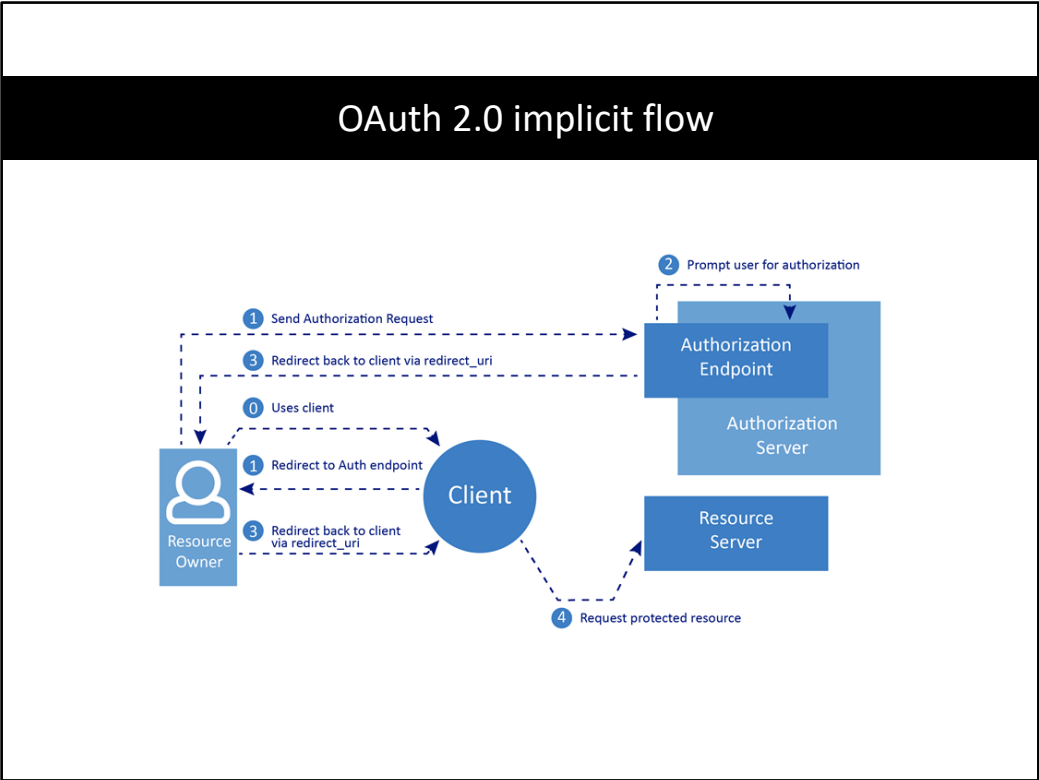 OAuth 2.0 implicit flow
2 Prompt user for authorization
1 Send Authorization Request
Authorization
Endpoint
3 Redirect back to client via redirect_uri
0 Uses client
Authorization
Server
1 Redirect to Auth endpoint
Client
Resource
Server
3 Redirect back to client
via redirect_uri
Resource
Owner
4 Request protected resource